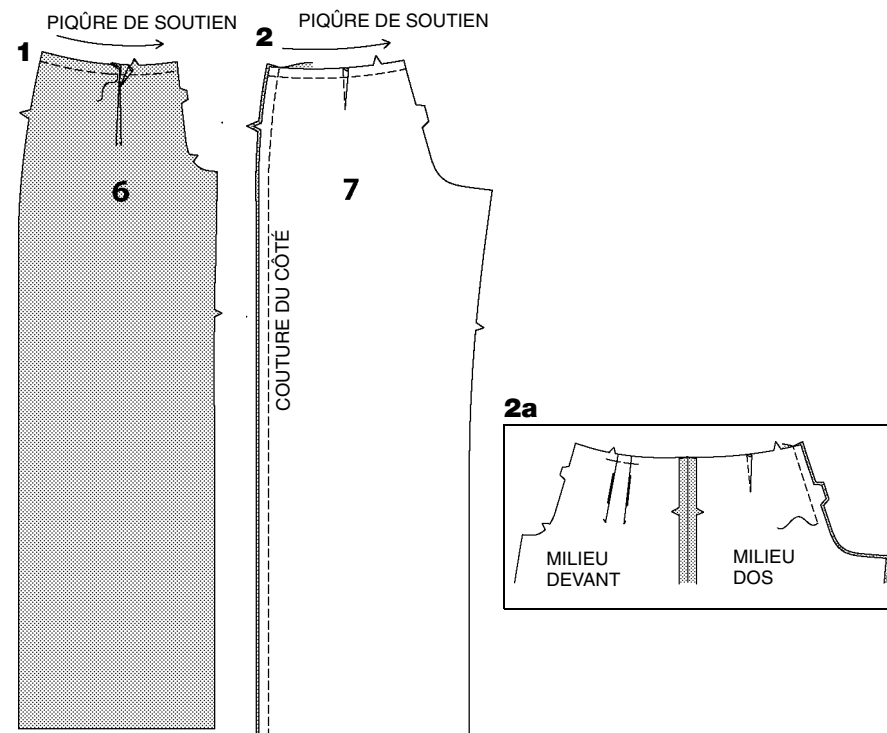 PIQÛRE DE SOUTIEN
1
6
PIQÛRE DE SOUTIEN
2
7
COUTURE DU CÔTÉ
2a
MILIEU
DEVANT
MILIEU
DOS